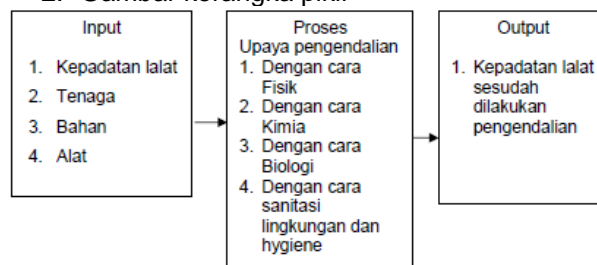 2. Gambar kerangka pikir
Input
1. Kepadatan lalat
2. Tenaga
3. Bahan
4. Alat
Proses
Upaya pengendalian
1. Dengan cara
Fisik
2. Dengan cara
Kimia
3. Dengan cara
Biologi
4. Dengan cara
sanitasi
lingkungan dan
hygiene
Output
1. Kepadatan lalat
sesudah
dilakukan
pengendalian